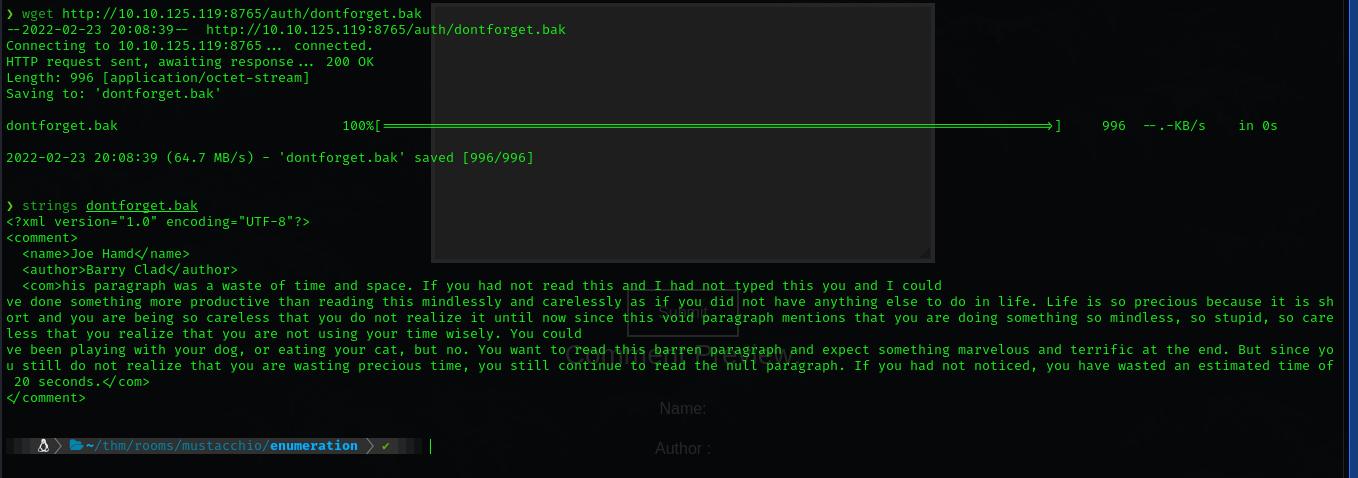 ❯ wget http://10.10.125.119:8765/auth/dontforget.bak
--2022-02-23 20:08:39--  http://10.10.125.119:8765/auth/dontforget.bak
Connecting to 10.10.125.119:8765... connected.
HTTP request sent, awaiting response... 200 OK
Length: 996 [application/octet-stream]
Saving to: 'dontforget.bak'
dontforget.bak 100%[=====================>] 996 --.-KB/s in 0s
2022-02-23 20:08:39 (64.7 MB/s) - 'dontforget.bak' saved [996/996]
❯ strings dontforget.bak
<?xml version="1.0" encoding="UTF-8"?>
<comment>
  <name>Joe Hamd</name>
  <author>Barry Clad</author>
  <com>his paragraph was a waste of time and space. If you had not read this and I had not typed this you and I could
ve done something more productive than reading this mindlessly and carelessly as if you did not have anything else to do in life. Life is so precious because it is sh
ort and you are being so careless that you do not realize it until now since this void paragraph mentions that you are doing something so mindless, so stupid, so care
less that you realize that you are not using your time wisely. You could
ve been playing with your dog, or eating your cat, but no. You want to read this barren paragraph and expect something marvelous and terrific at the end. But since yo
u still do not realize that you are wasting precious time, you still continue to read the null paragraph. If you had not noticed, you have wasted an estimated time of
 20 seconds.</com>
</comment>
Submit
Comment Preview
Name:
Author :
~/thm/rooms/mustacchio/enumeration ✔